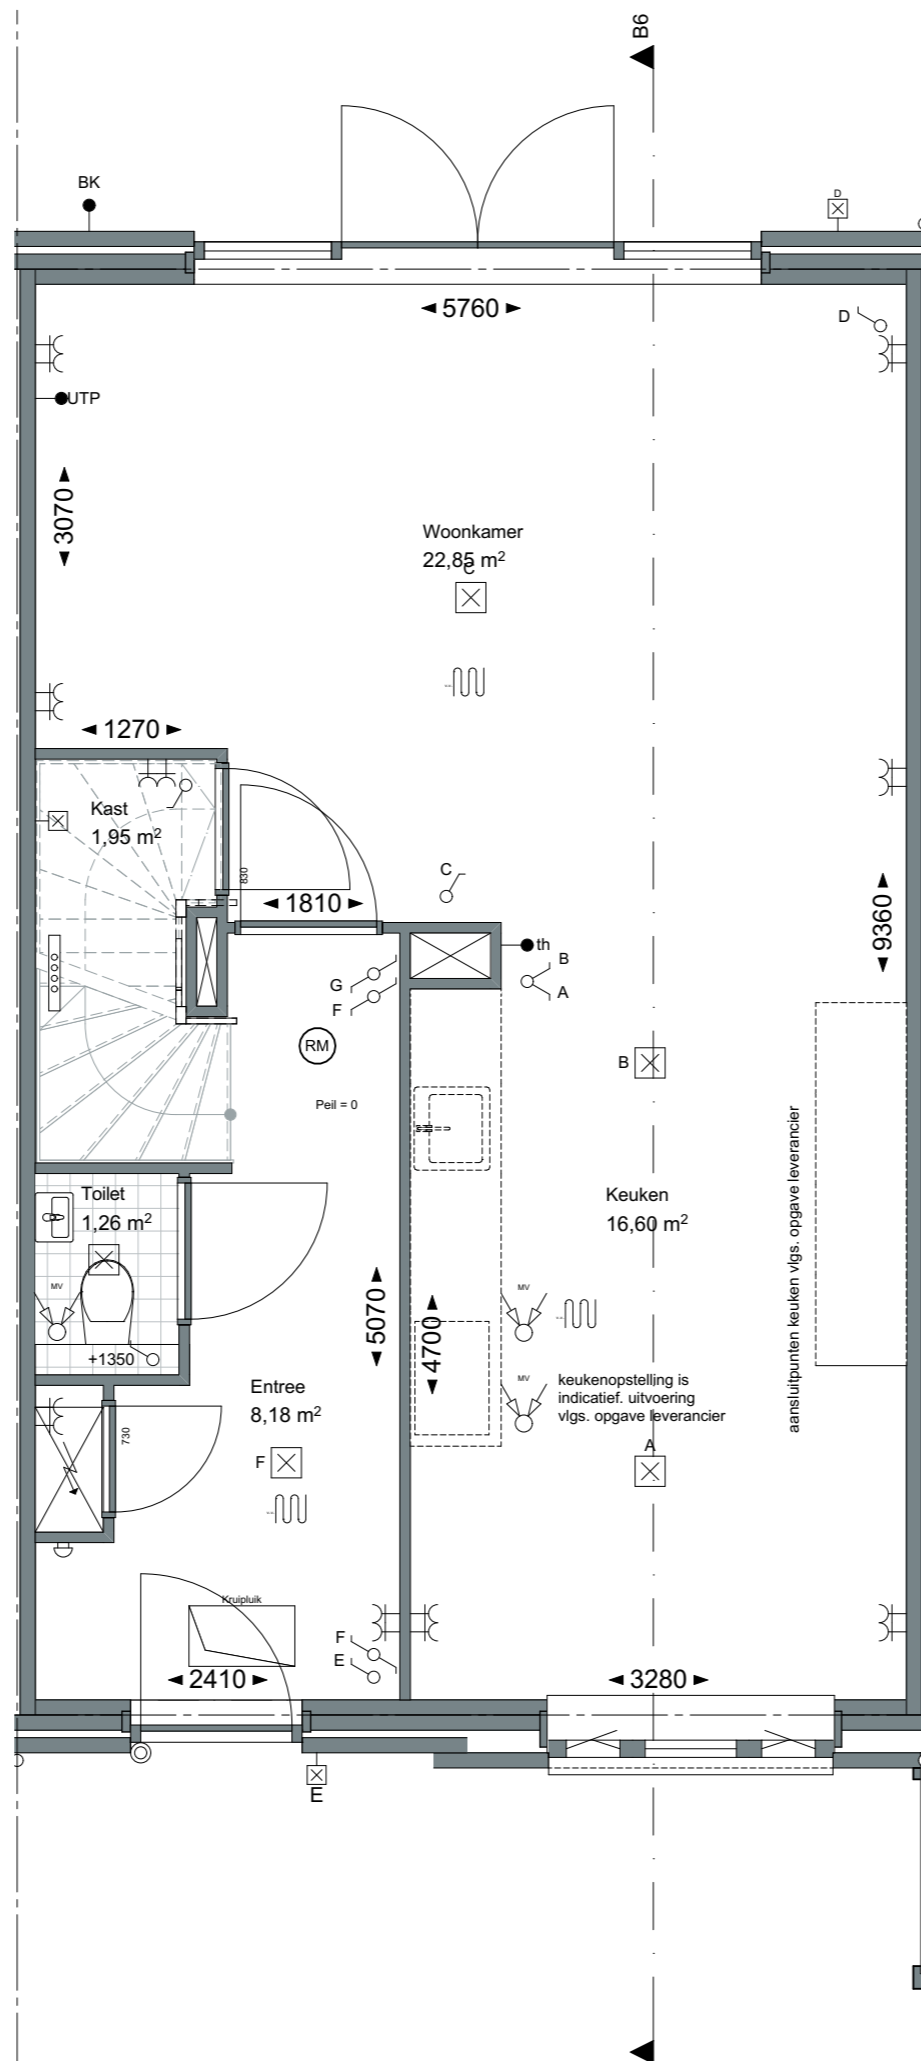 B6
BK
D
5760
D
UTP
3070
Woonkamer
22,85 m²
C
1270
Kast
1,95 m²
830
1810
C
9360
th
B
A
G
F
RM
B
Peil = 0
aansluitpunten keuken vlgs. opgave leverancier
Toilet
1,26 m²
Keuken
16,60 m²
MV
MV
5070
4700
+1350
Entree
8,18 m²
MV
keukenopstelling is
indicatief. uitvoering
vlgs. opgave leverancier
730
F
A
Kruipluik
F
E
2410
3280
E